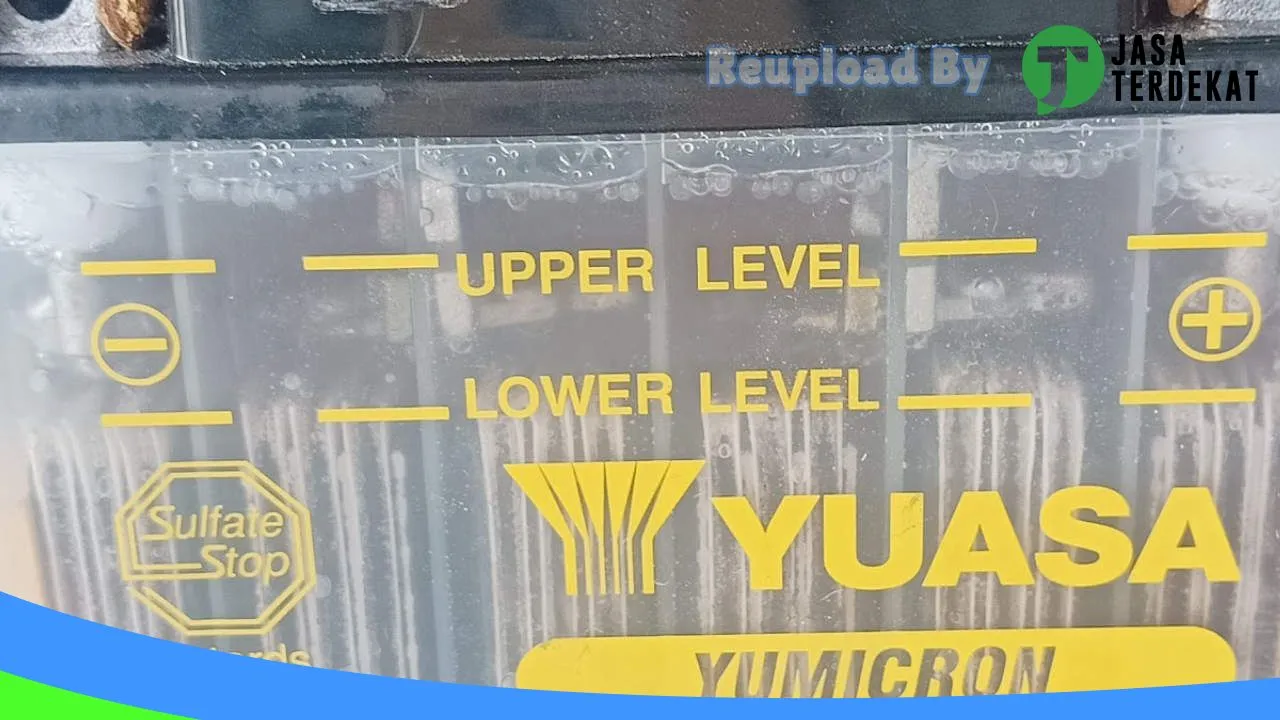 Reupload By
JASA
TERDEKAT
UPPER LEVEL
LOWER LEVEL
Sulfate
Stop
YUASA
YUMICRON